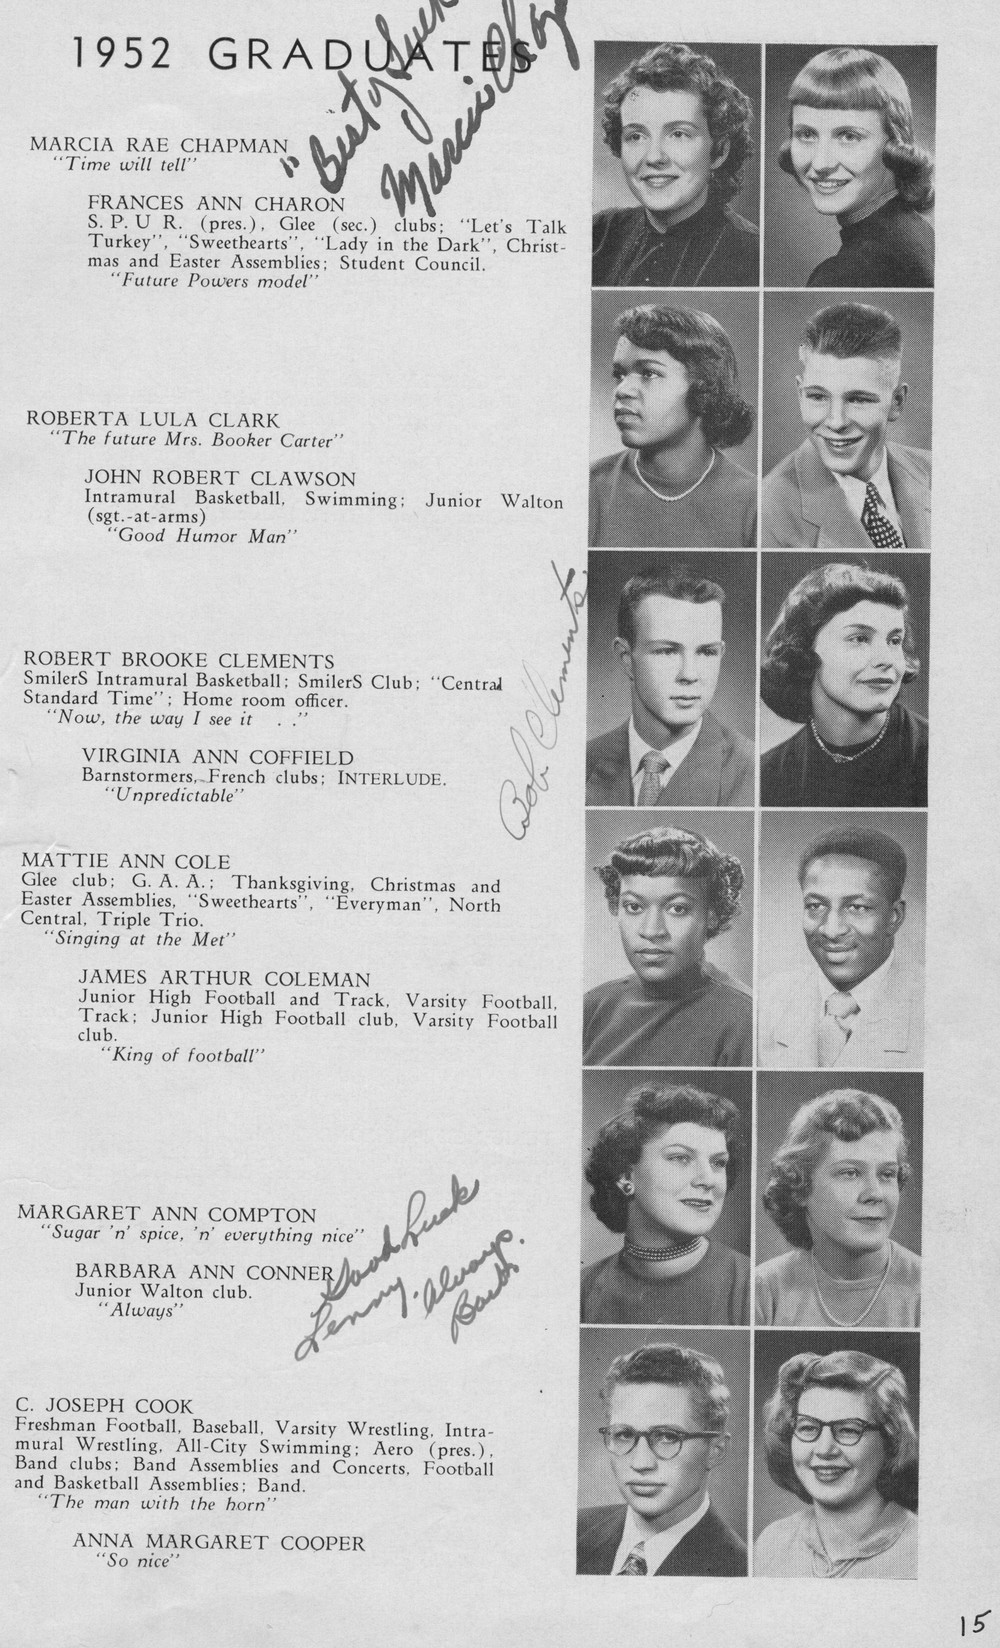 1952 GRADUATES
"Best of Luck
Marcia
MARCIA RAE CHAPMAN
"Time will tell"
FRANCES ANN CHARON
S. P. U R. (pres.), Glee (sec.) clubs; "Let's Talk
Turkey", "Sweethearts", "Lady in the Dark", Christ-
mas and Easter Assemblies; Student Council.
"Future Powers model"
ROBERTA LULA CLARK
"The future Mrs. Booker Carter"
JOHN ROBERT CLAWSON
Intramural Basketball, Swimming; Junior Walton
(sgt.-at-arms)
"Good Humor Man"
ROBERT BROOKE CLEMENTS
SmilerS Intramural Basketball; SmilerS Club; "Central
Standard Time"; Home room officer.
"Now, the way I see it . ."
Bob Clements.
VIRGINIA ANN COFFIELD
Barnstormers, French clubs; INTERLUDE.
"Unpredictable"
MATTIE ANN COLE
Glee club; G. A. A.; Thanksgiving, Christmas and
Easter Assemblies, "Sweethearts", "Everyman", North
Central, Triple Trio.
"Singing at the Met"
JAMES ARTHUR COLEMAN
Junior High Football and Track, Varsity Football,
Track; Junior High Football club, Varsity Football
club.
"King of football"
MARGARET ANN COMPTON
"Sugar 'n' spice, 'n' everything nice"
BARBARA ANN CONNER
Junior Walton club.
"Always"
Good Luck
Lenny.
Always.
Barb
C. JOSEPH COOK
Freshman Football, Baseball, Varsity Wrestling, Intra-
mural Wrestling, All-City Swimming; Aero (pres.),
Band clubs; Band Assemblies and Concerts, Football
and Basketball Assemblies; Band.
"The man with the horn"
ANNA MARGARET COOPER
"So nice"
15